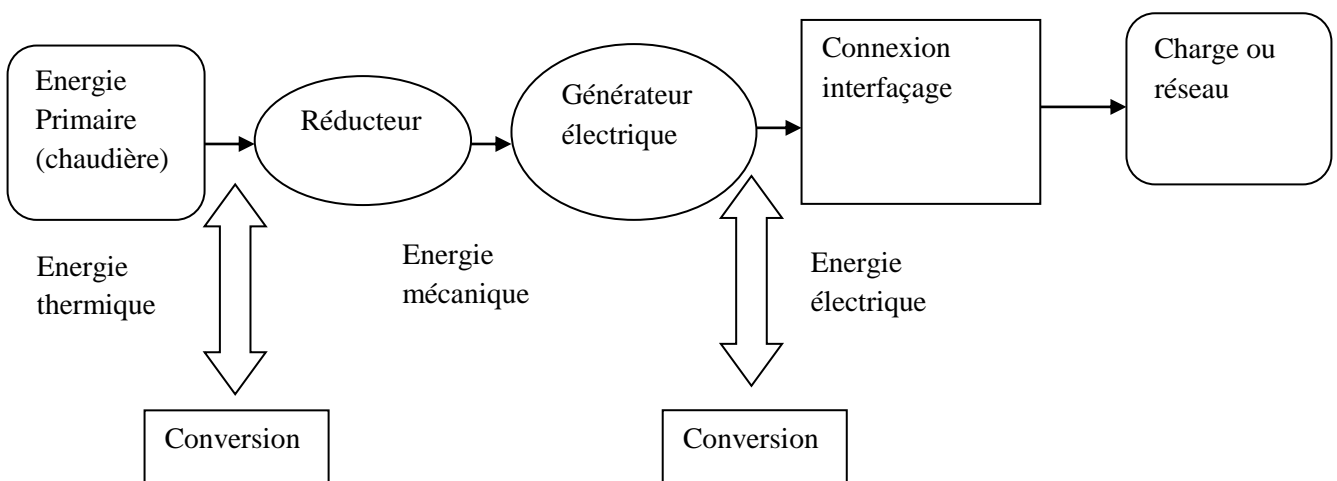 Energie
Primaire
(chaudière)
Réducteur
Générateur
électrique
Connexion
interfaçage
Charge ou
réseau
Energie
thermique
Energie
mécanique
Energie
électrique
Conversion
Conversion